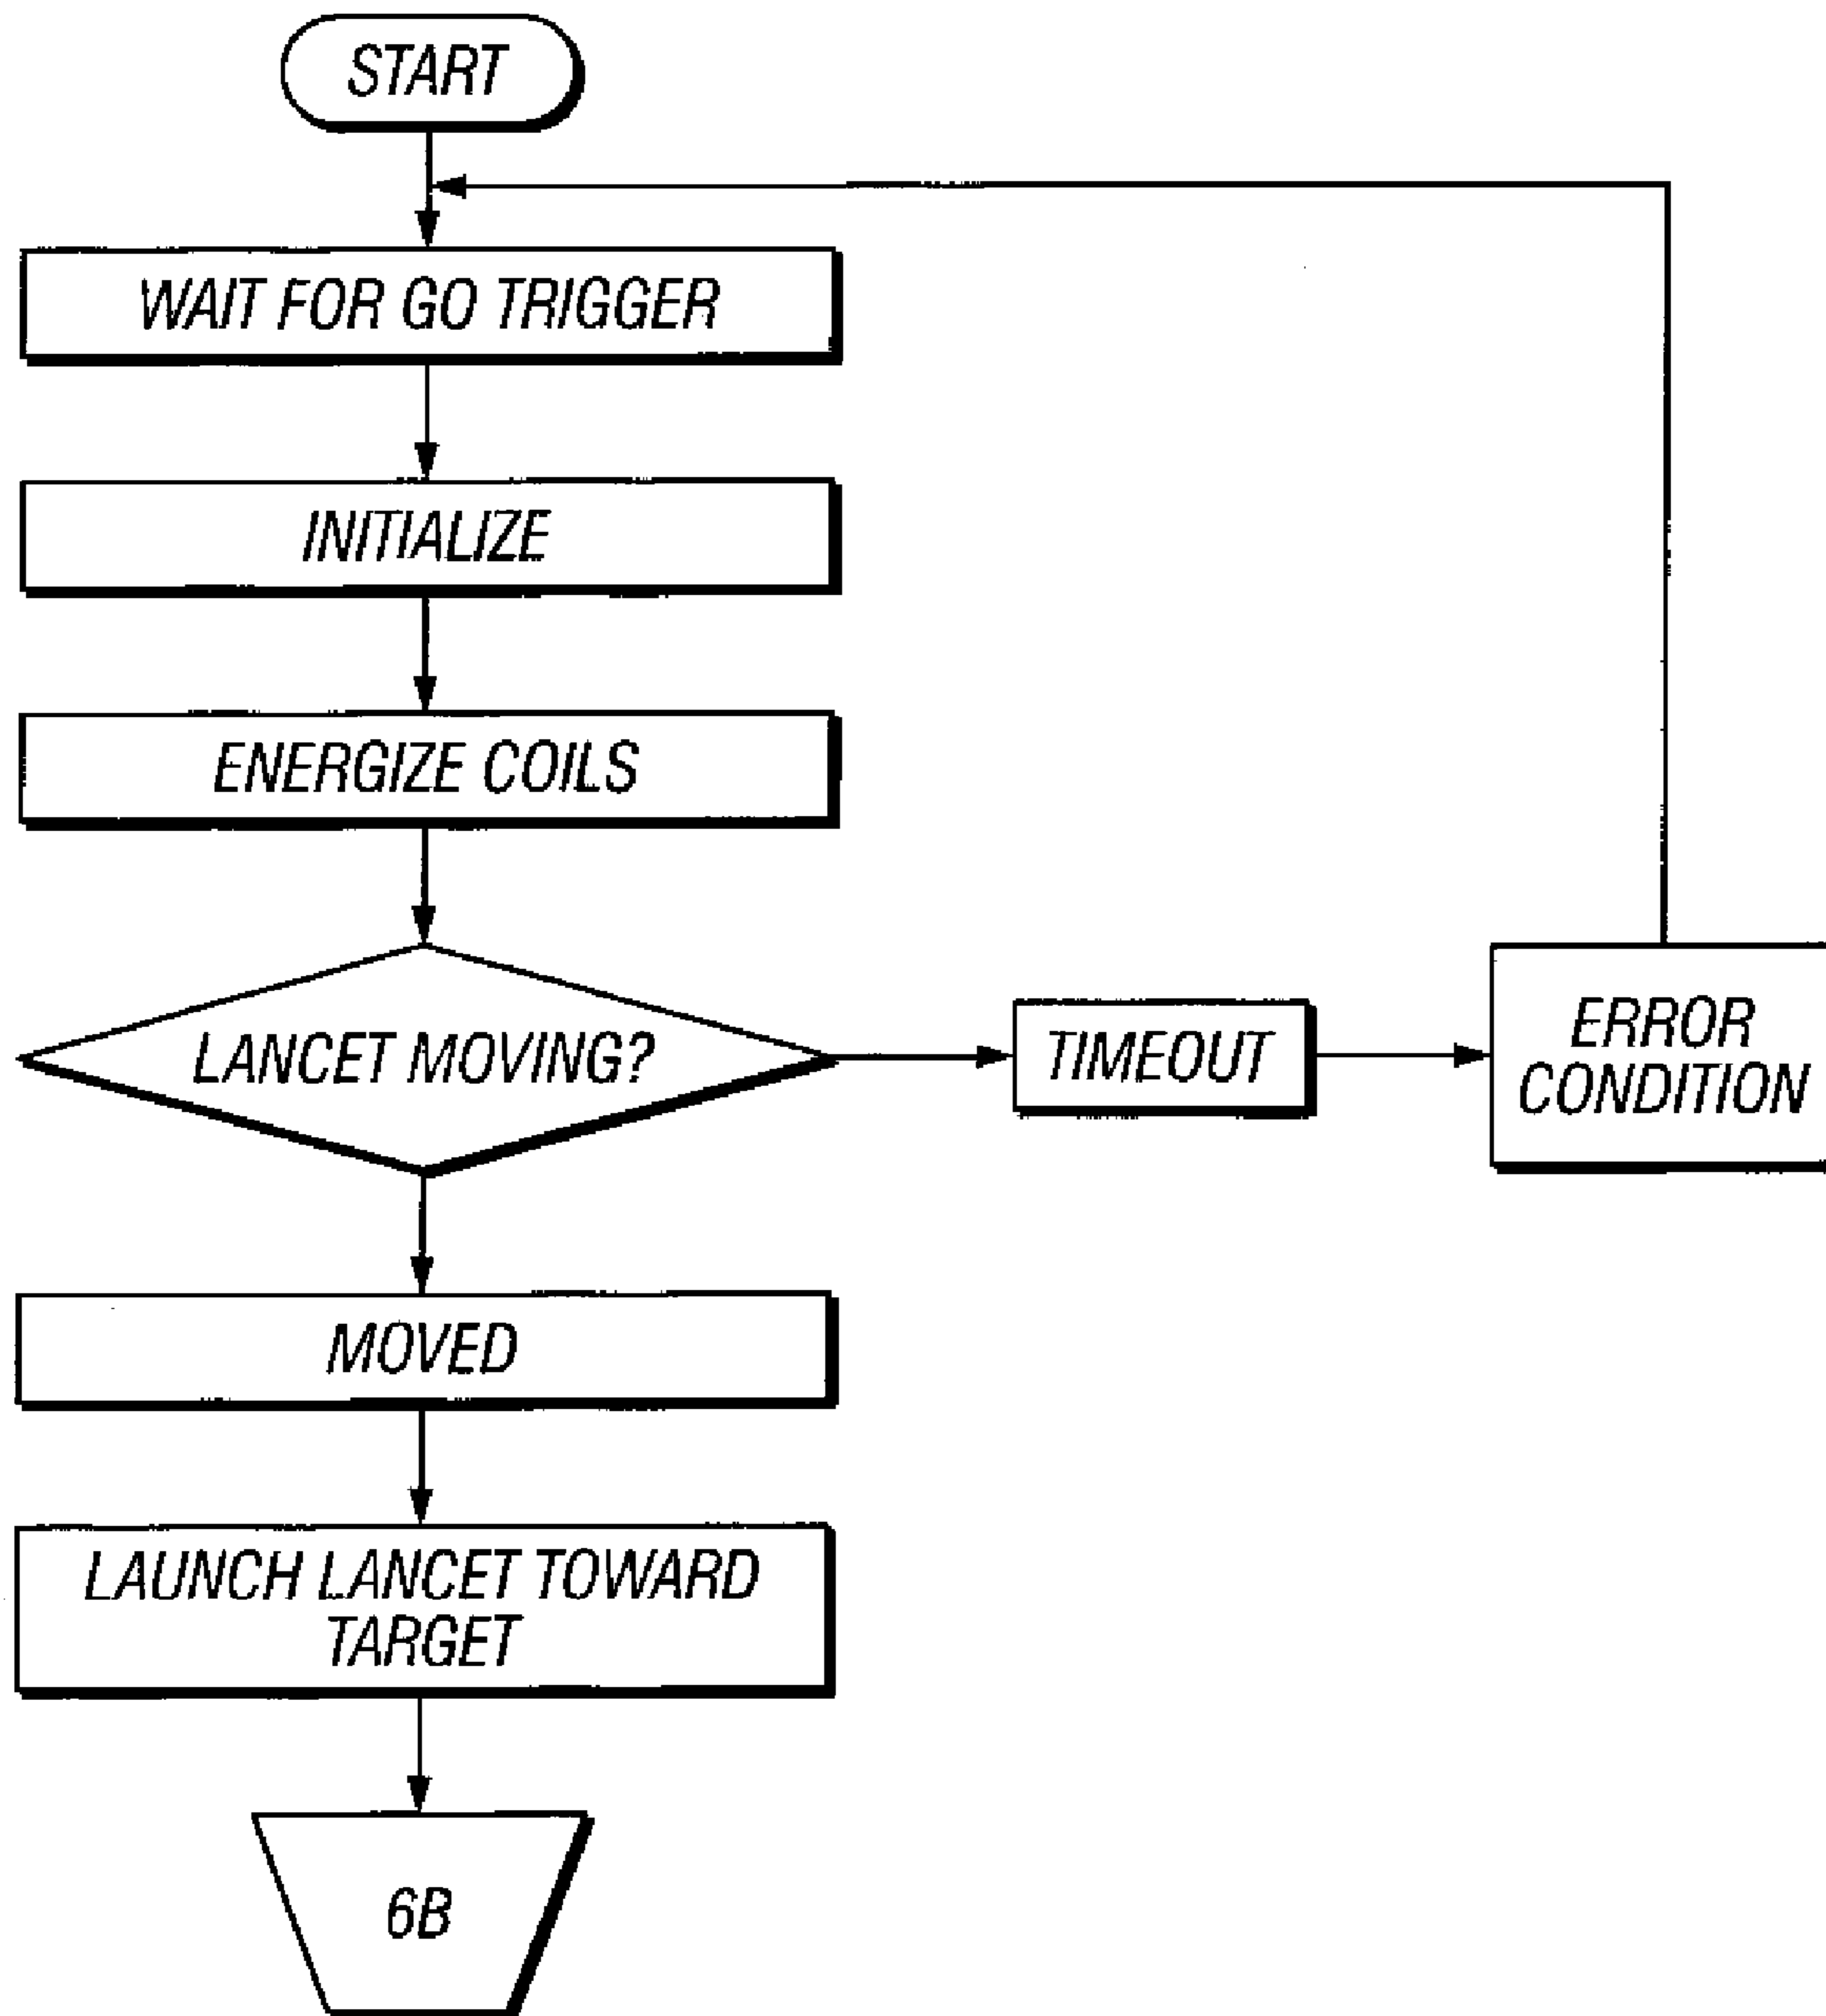 START
WAIT FOR GO TRIGGER
INITIALIZE
ENERGIZE COILS
LANCET MOVING?
TIMEOUT
ERROR
CONDITION
MOVED
LAUNCH LANCET TOWARD
TARGET
6B